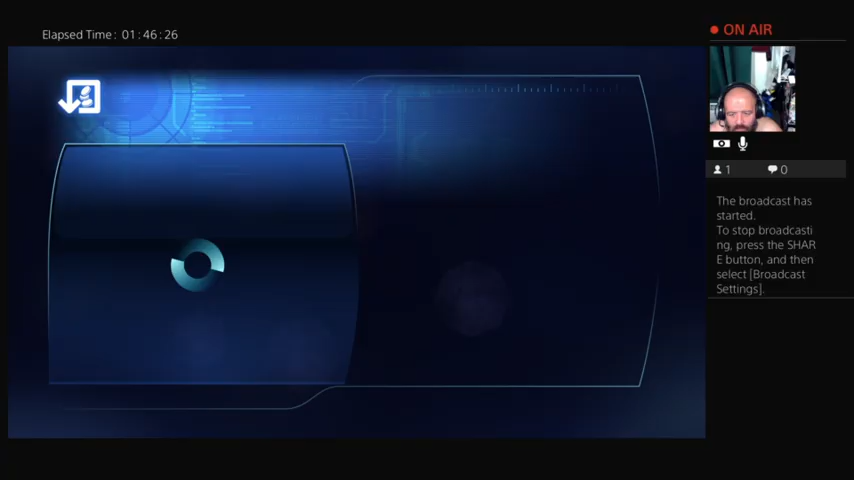 Elapsed Time: 01:46:26
ON AIR
1
0
The broadcast has
started.
To stop broadcasti
ng, press the SHAR
E button, and then
select [Broadcast
Settings].